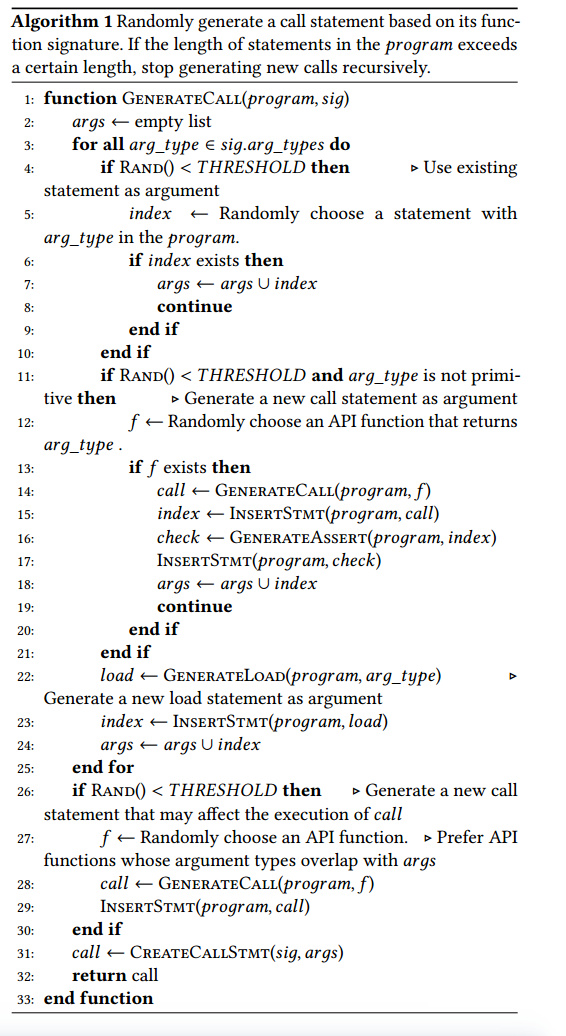 Algorithm 1 Randomly generate a call statement based on its func-
tion signature. If the length of statements in the program exceeds
a certain length, stop generating new calls recursively.
1: function GENERATECALL(program, sig)
2: args ← empty list
3: for all arg_type ∈ sig.arg_types do
4: if RAND() < THRESHOLD then ▷ Use existing
statement as argument
5: index ← Randomly choose a statement with
arg_type in the program.
6: if index exists then
7: args ← args ∪ index
8: continue
9: end if
10: end if
11: if RAND() < THRESHOLD and arg_type is not primi-
tive then ▷ Generate a new call statement as argument
12: f ← Randomly choose an API function that returns
arg_type .
13: if f exists then
14: call ← GENERATECALL(program, f)
15: index ← INSERTSTMT(program, call)
16: check ← GENERATEASSERT(program, index)
17: INSERTSTMT(program, check)
18: args ← args ∪ index
19: continue
20: end if
21: end if
22: load ← GENERATELOAD(program, arg_type) ▷
Generate a new load statement as argument
23: index ← INSERTSTMT(program, load)
24: args ← args ∪ index
25: end for
26: if RAND() < THRESHOLD then ▷ Generate a new call
statement that may affect the execution of call
27: f ← Randomly choose an API function. ▷ Prefer API
functions whose argument types overlap with args
28: call ← GENERATECALL(program, f)
29: INSERTSTMT(program, call)
30: end if
31: call ← CREATECALLSTMT(sig, args)
32: return call
33: end function